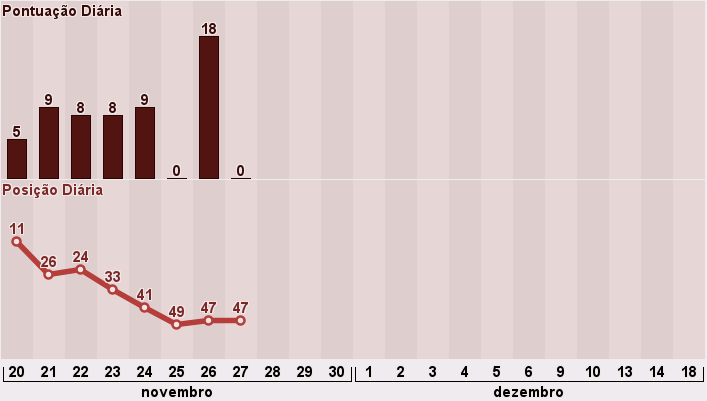 Pontuação Diária
5 9 8 8 9 0 18 0
Posição Diária
11 26 24 33 41 49 47 47
20 21 22 23 24 25 26 27 28 29 30 1 2 3 4 5 6 9 10 13 14 18
novembro dezembro